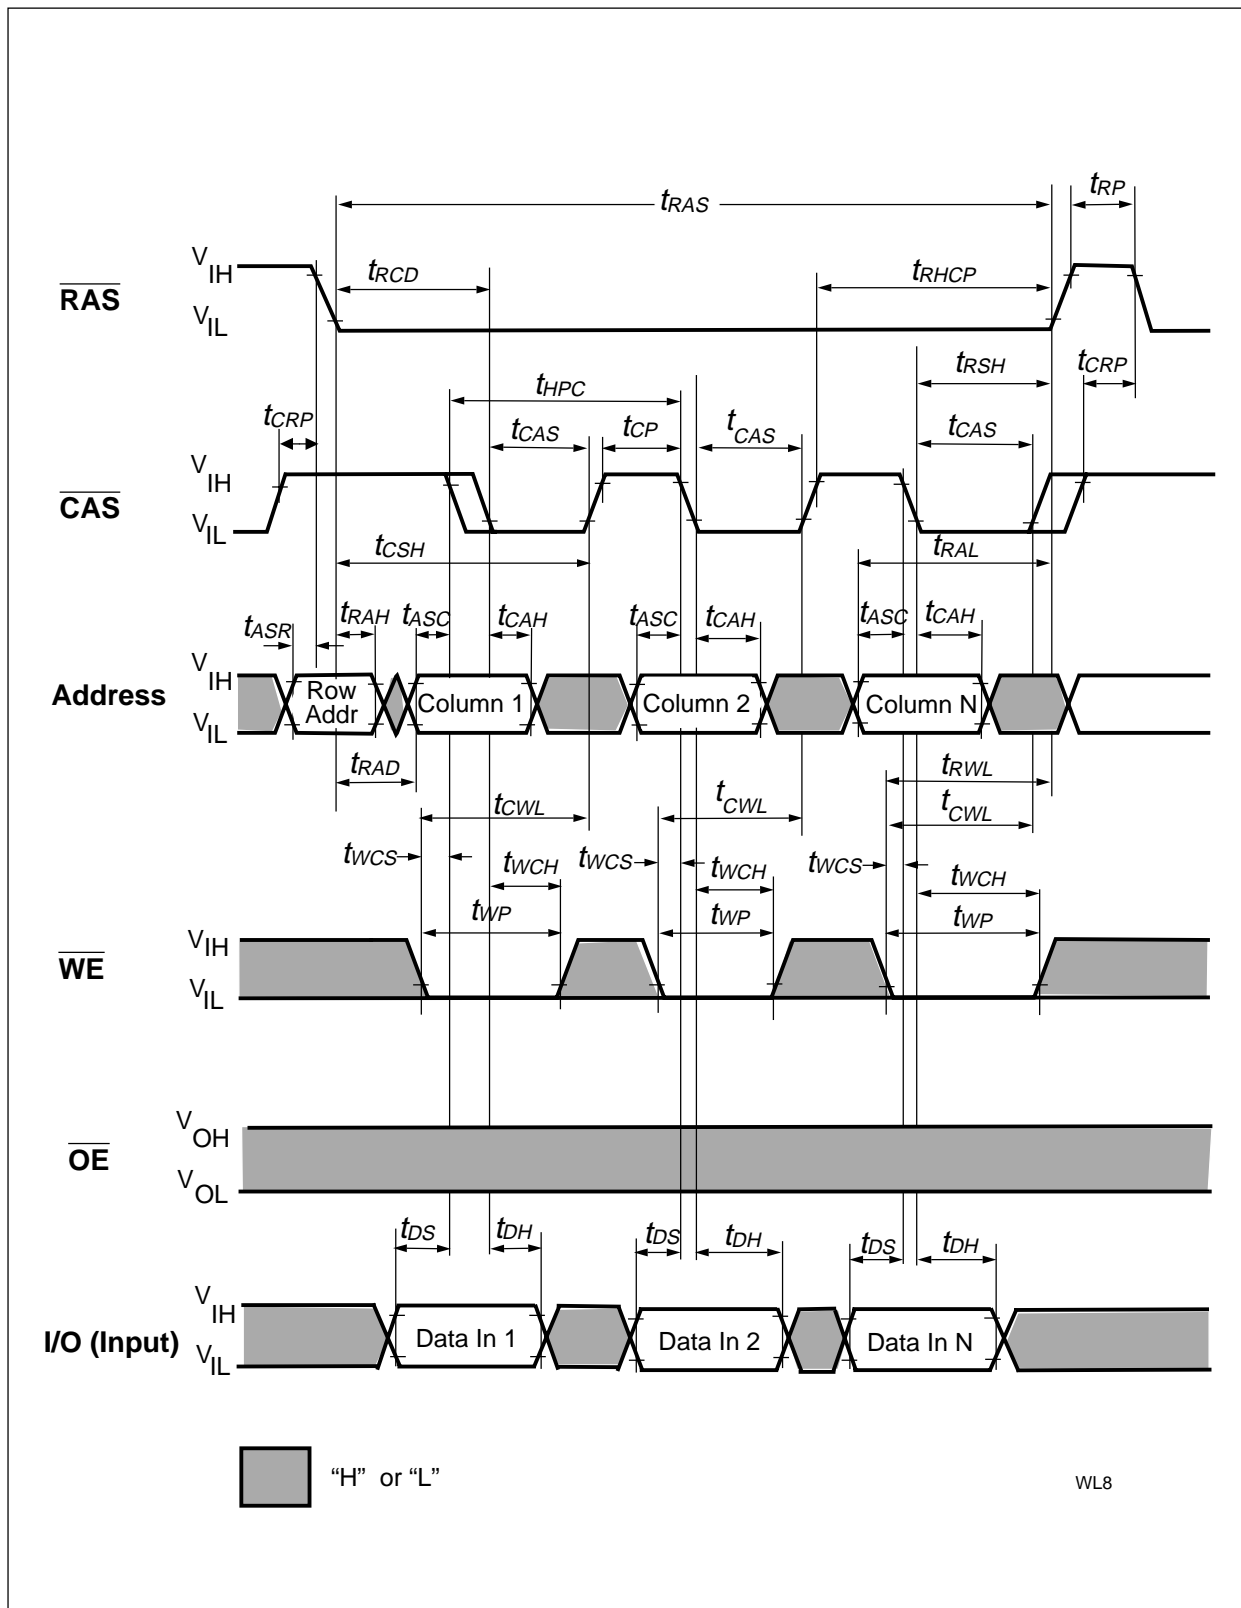 tRAS
tRP
VIH
RAS
VIL
tRCD
tRHCP
tRSH
tCRP
tHPC
tCRP
tCAS
tCP
tCAS
tCAS
VIH
CAS
VIL
tCSH
tRAL
tASR
tRAH
tASC
tCAH
tASC
tCAH
tASC
tCAH
VIH
Address
VIL
Row
Addr
Column 1
Column 2
Column N
tRAD
tRWL
tCWL
tCWL
tCWL
tWCS
tWCH
tWCS
tWCH
tWCS
tWCH
tWP
tWP
tWP
VIH
WE
VIL
VOH
OE
VOL
tDS
tDH
tDS
tDH
tDS
tDH
VIH
I/O (Input)
VIL
Data In 1
Data In 2
Data In N
“H” or “L”
WL8